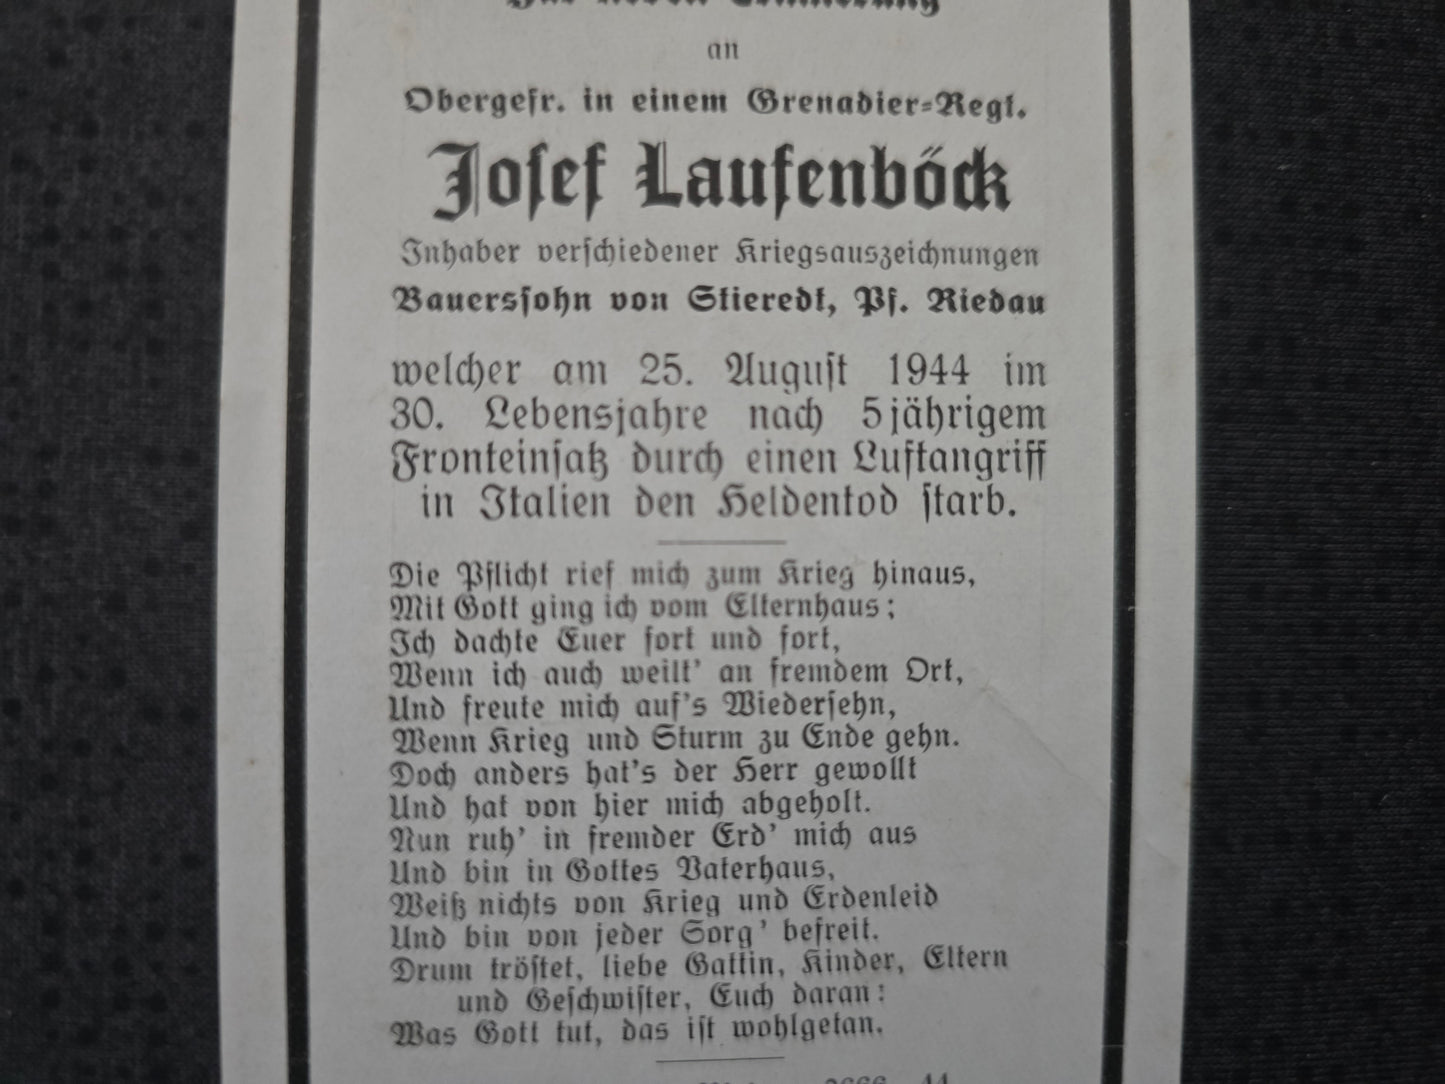 Zur lieben Erinnerung
an
Obergefr. in einem Grenadier-Regt.
Josef Laufenböck
Inhaber verschiedener Kriegsauszeichnungen
Bauerssohn von Stieredt, Pf. Riedau
welcher am 25. August 1944 im
30. Lebensjahre nach 5jährigem
Fronteinsatz durch einen Luftangriff
in Italien den Heldentod starb.
Die Pflicht rief mich zum Krieg hinaus,
Mit Gott ging ich vom Elternhaus;
Ich dachte Euer fort und fort,
Wenn ich auch weilt' an fremdem Ort,
Und freute mich auf's Wiedersehn,
Wenn Krieg und Sturm zu Ende gehn.
Doch anders hat's der Herr gewollt
Und hat von hier mich abgeholt.
Nun ruh' in fremder Erd' mich aus
Und bin in Gottes Vaterhaus,
Weiß nichts von Krieg und Erdenleid
Und bin von jeder Sorg' befreit.
Drum tröstet, liebe Gattin, Kinder, Eltern
und Geschwister, Euch daran:
Was Gott tut, das ist wohlgetan.